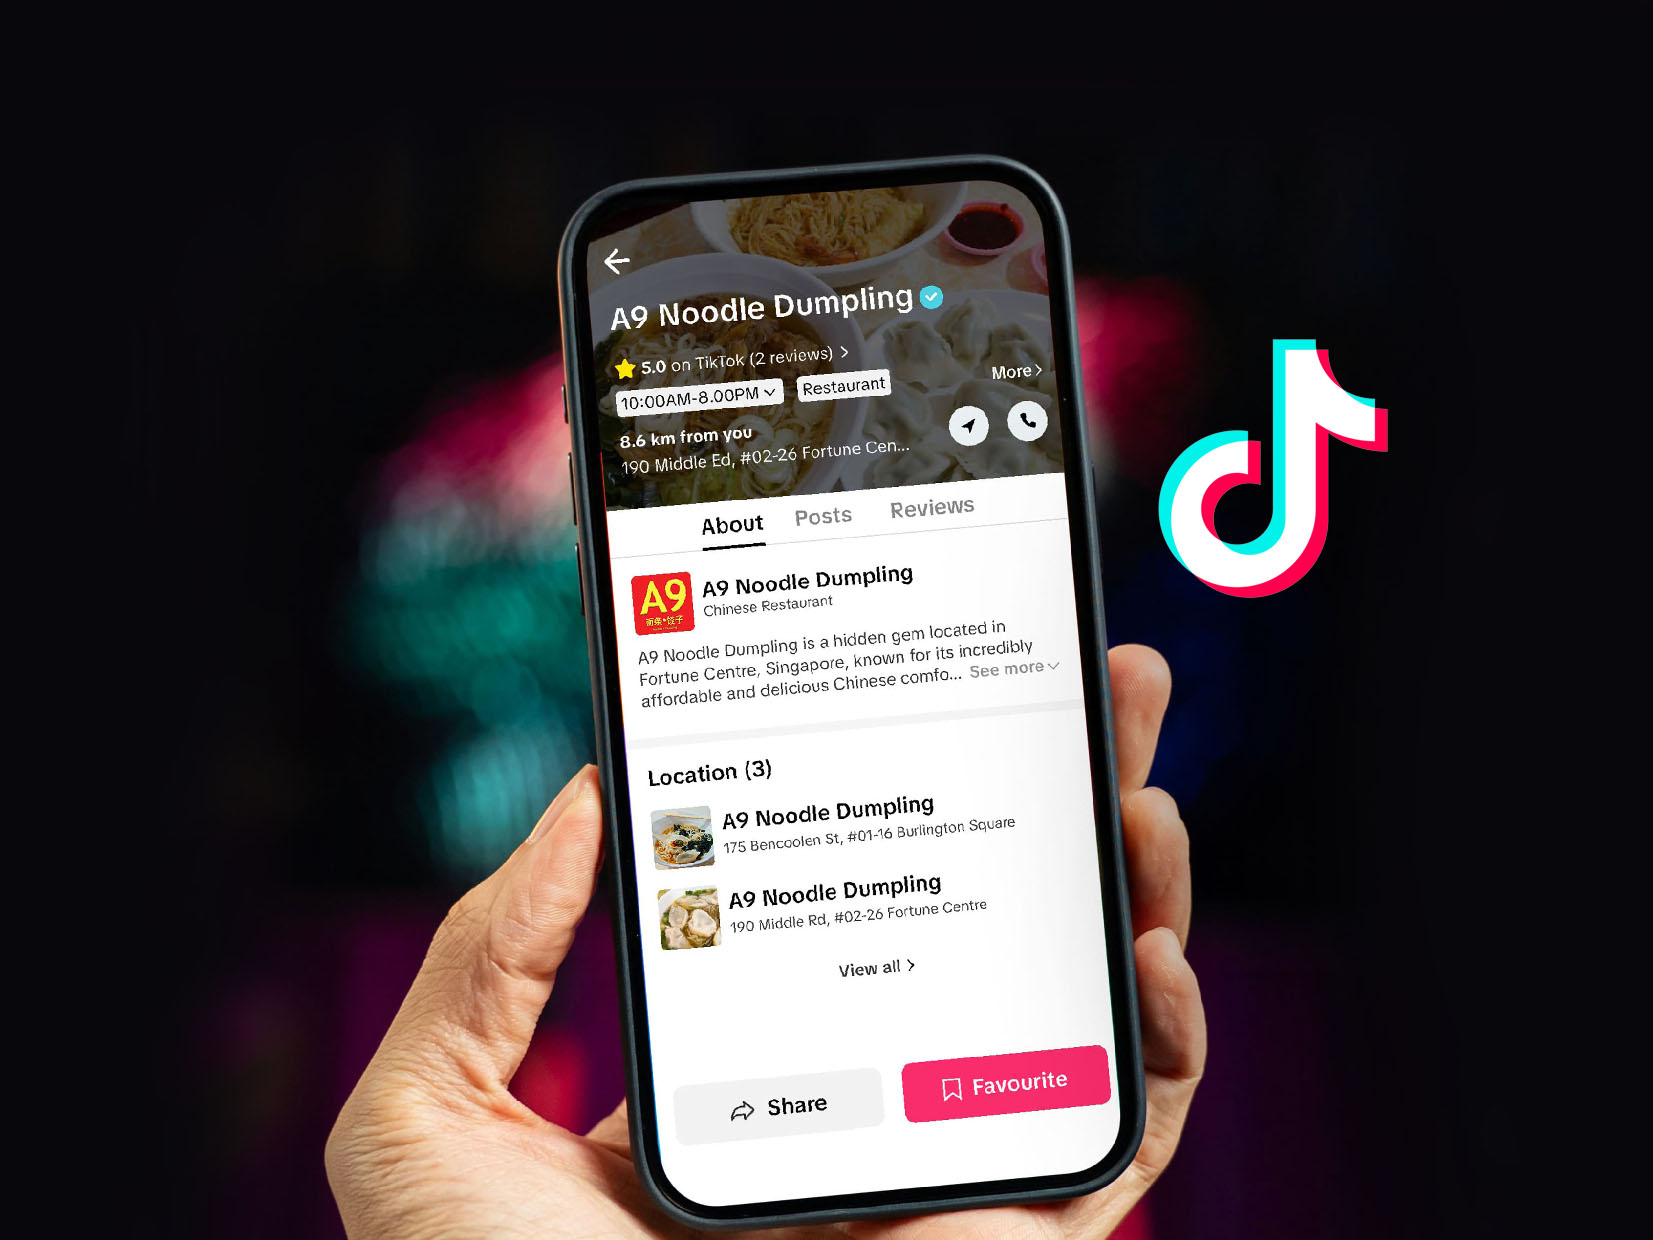 A9 Noodle Dumpling
5.0 on TikTok (2 reviews) >
10:00AM-8.00PM
Restaurant
More >
8.6 km from you
190 Middle Ed, #02-26 Fortune Cen...
About
Posts
Reviews
A9
面条•饺子
A9 Noodle Dumpling
Chinese Restaurant
A9 Noodle Dumpling is a hidden gem located in
Fortune Centre, Singapore, known for its incredibly
affordable and delicious Chinese comfo... See more
Location (3)
A9 Noodle Dumpling
175 Bencoolen St, #01-16 Burlington Square
A9 Noodle Dumpling
190 Middle Rd, #02-26 Fortune Centre
View all >
Share
Favourite